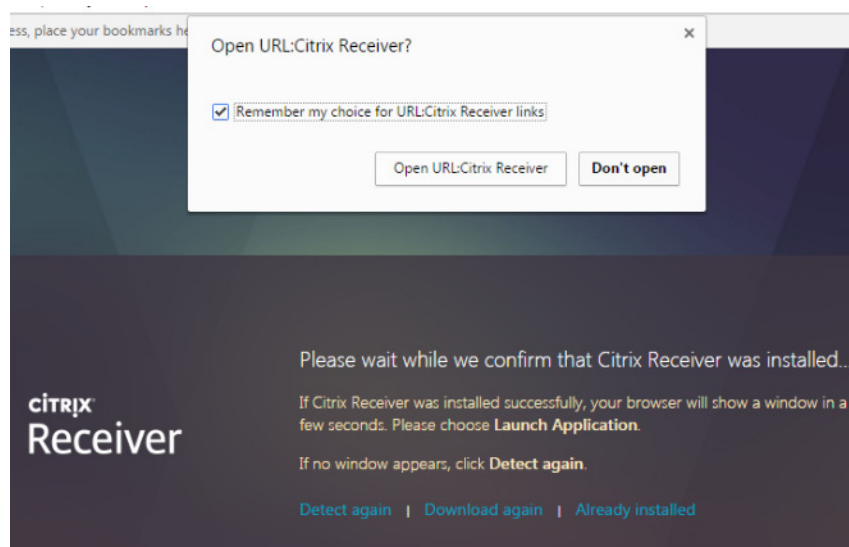 ess, place your bookmarks he
Open URL:Citrix Receiver?
×
Remember my choice for URL:Citrix Receiver links
Open URL:Citrix Receiver
Don't open
Please wait while we confirm that Citrix Receiver was installed...
CİTRIX
Receiver
If Citrix Receiver was installed successfully, your browser will show a window in a
few seconds. Please choose Launch Application.
If no window appears, click Detect again.
Detect again | Download again | Already installed